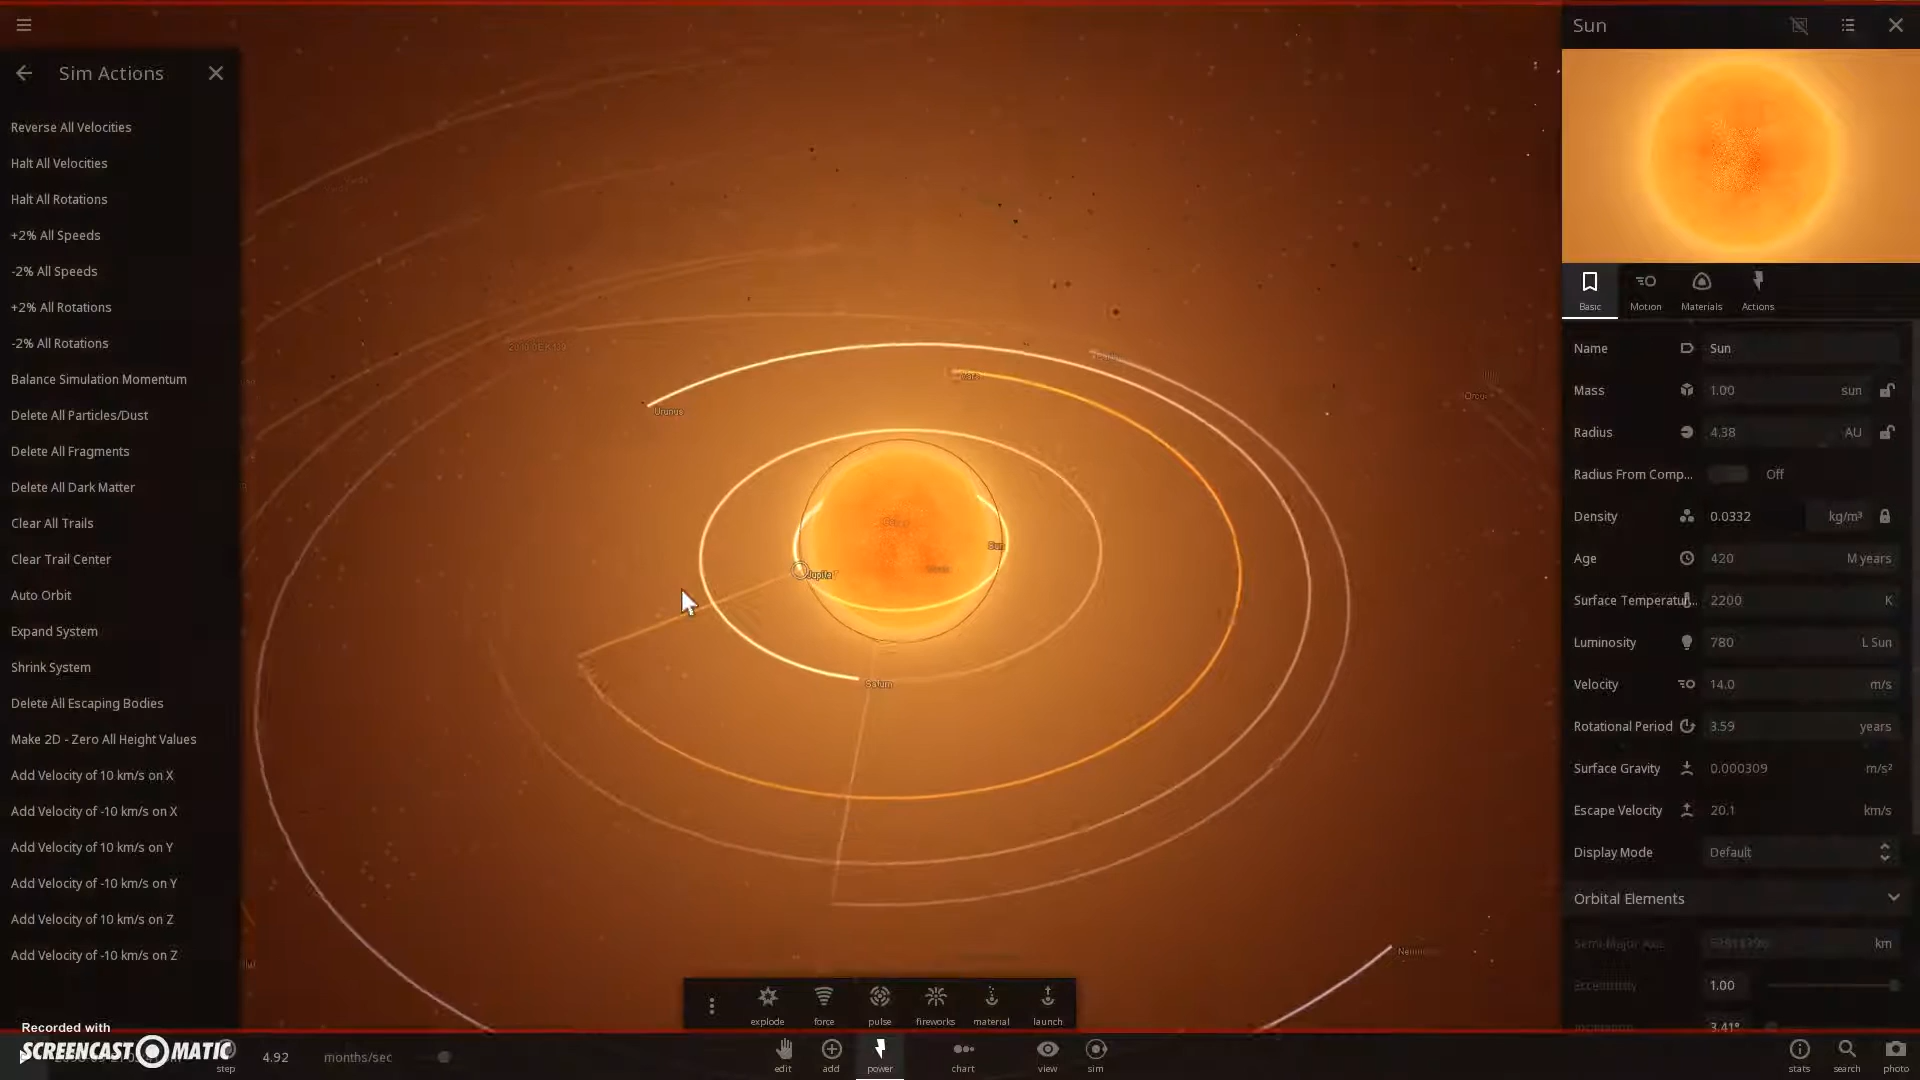 Sim Actions
Reverse All Velocities
Halt All Velocities
Halt All Rotations
+2% All Speeds
-2% All Speeds
+2% All Rotations
-2% All Rotations
Balance Simulation Momentum
Delete All Particles/Dust
Delete All Fragments
Delete All Dark Matter
Clear All Trails
Clear Trail Center
Auto Orbit
Expand System
Shrink System
Delete All Escaping Bodies
Make 2D - Zero All Height Values
Add Velocity of 10 km/s on X
Add Velocity of -10 km/s on X
Add Velocity of 10 km/s on Y
Add Velocity of -10 km/s on Y
Add Velocity of 10 km/s on Z
Add Velocity of -10 km/s on Z
Recorded with
SCREENCAST MATIC
step
4.92 months/sec
Uranus
Sun
Jupiter
Saturn
explode
force
pulse
fireworks
material
launch
edit
add
power
chart
view
sim
stats
search
photo
Sun
Basic
Motion
Materials
Actions
Name Sun
Mass 1.00 sun
Radius 4.38 AU
Radius From Comp... Off
Density 0.0332 kg/m³
Age 420 M years
Surface Temperatur... 2200 K
Luminosity 780 L Sun
Velocity 14.0 m/s
Rotational Period 3.59 years
Surface Gravity 0.000309 m/s²
Escape Velocity 20.1 km/s
Display Mode Default
Orbital Elements
Semi-Major Axis km
Eccentricity 1.00
3.41°